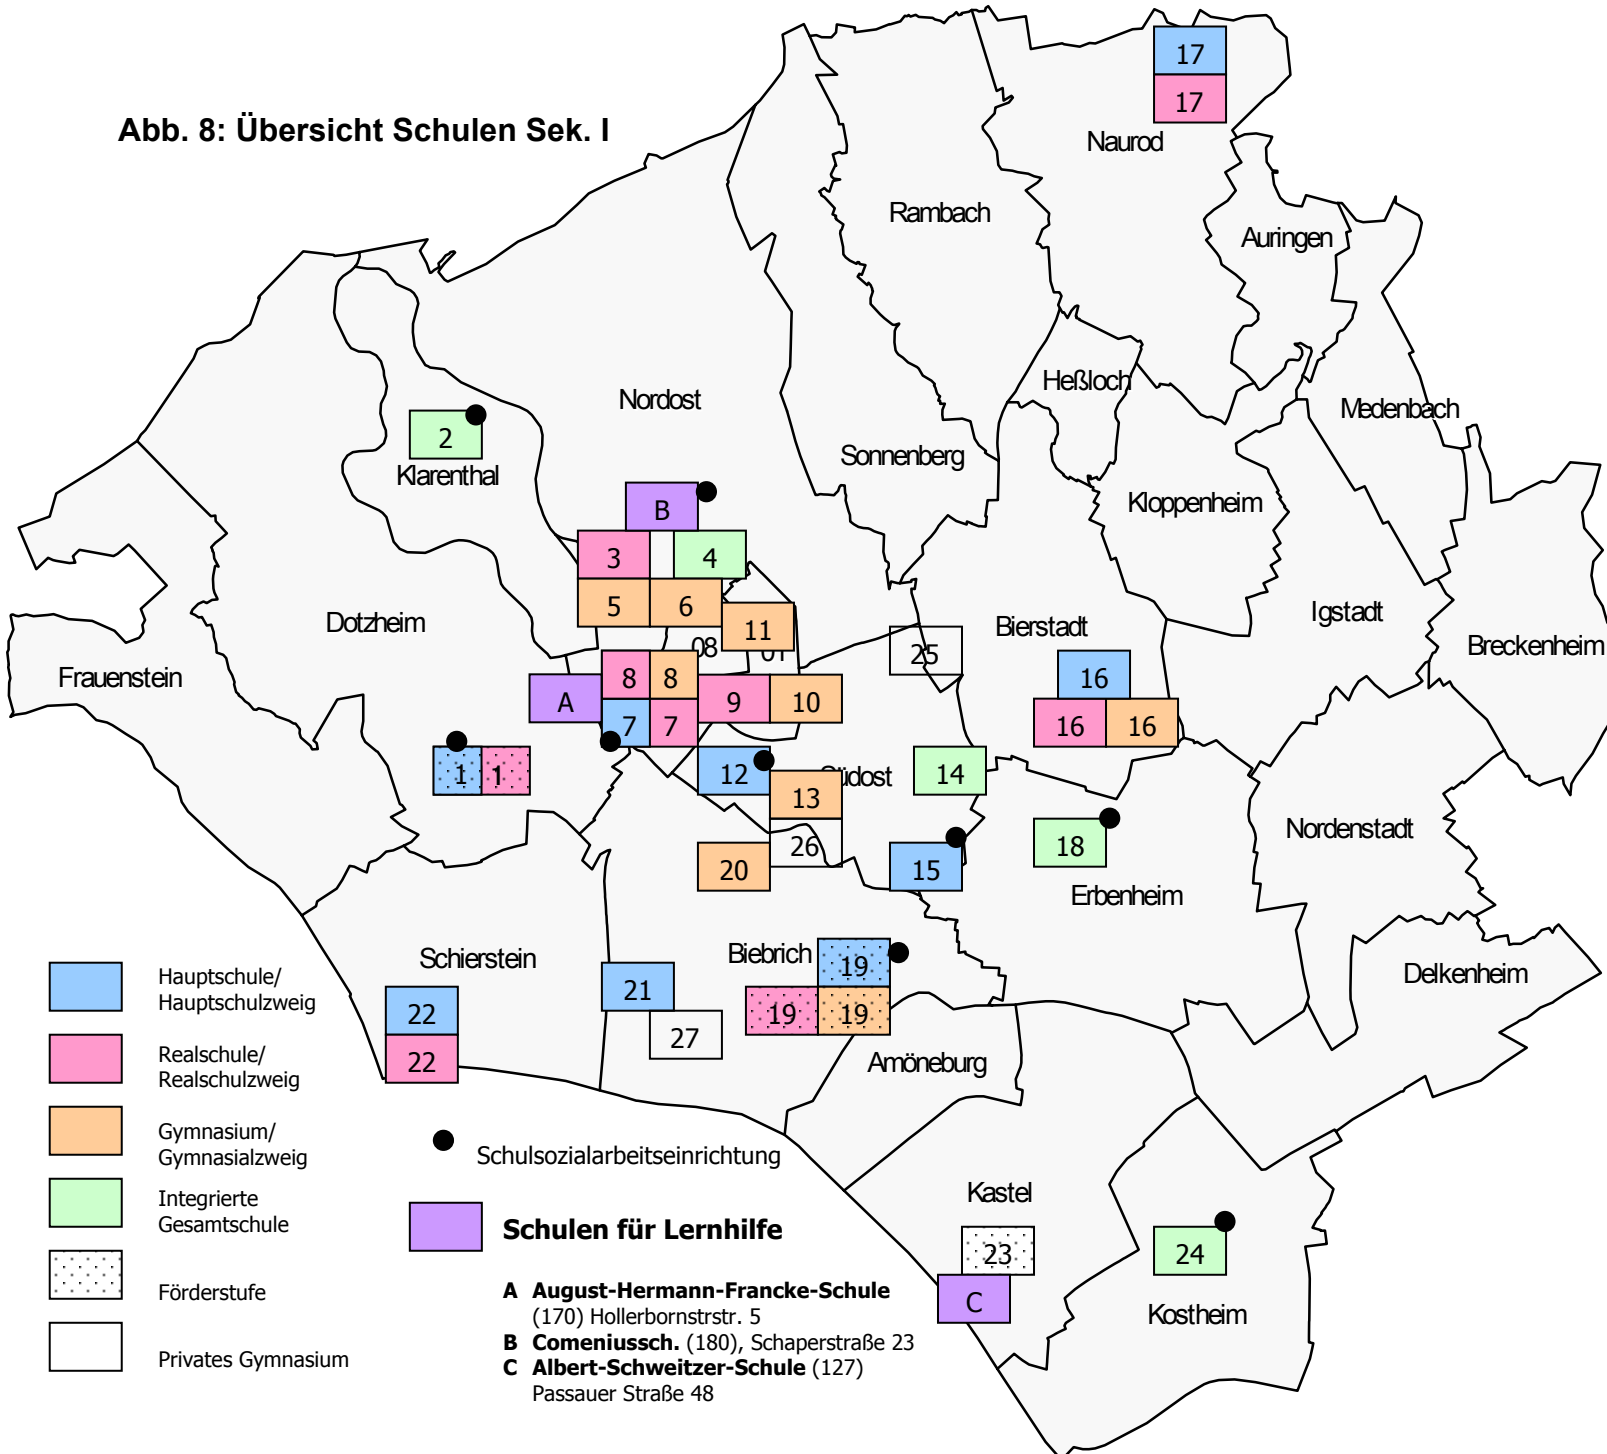 17
17
Abb. 8: Übersicht Schulen Sek. I
Naurod
Rambach
Auringen
Heßloch
Nordost
Medenbach
2
Sonnenberg
Klarenthal
Kloppenheim
B
3
4
5
6
Igstadt
Dotzheim
11
Bierstadt
08
25
Breckenheim
Frauenstein
8
8
16
A
9
10
7
7
16
16
1
1
12
Südost
14
13
Nordenstadt
26
18
20
15
Erbenheim
Biebrich
Schierstein
19
Delkenheim
Hauptschule/
Hauptschulzweig
21
22
19
19
27
Realschule/
Realschulzweig
22
Amöneburg
Gymnasium/
Gymnasialzweig
Schulsozialarbeitseinrichtung
Integrierte
Gesamtschule
Kastel
Schulen für Lernhilfe
23
24
Förderstufe
A August-Hermann-Francke-Schule
(170) Hollerbornstrstr. 5
C
Kostheim
B Comeniussch. (180), Schaperstraße 23
Privates Gymnasium
C Albert-Schweitzer-Schule (127)
Passauer Straße 48